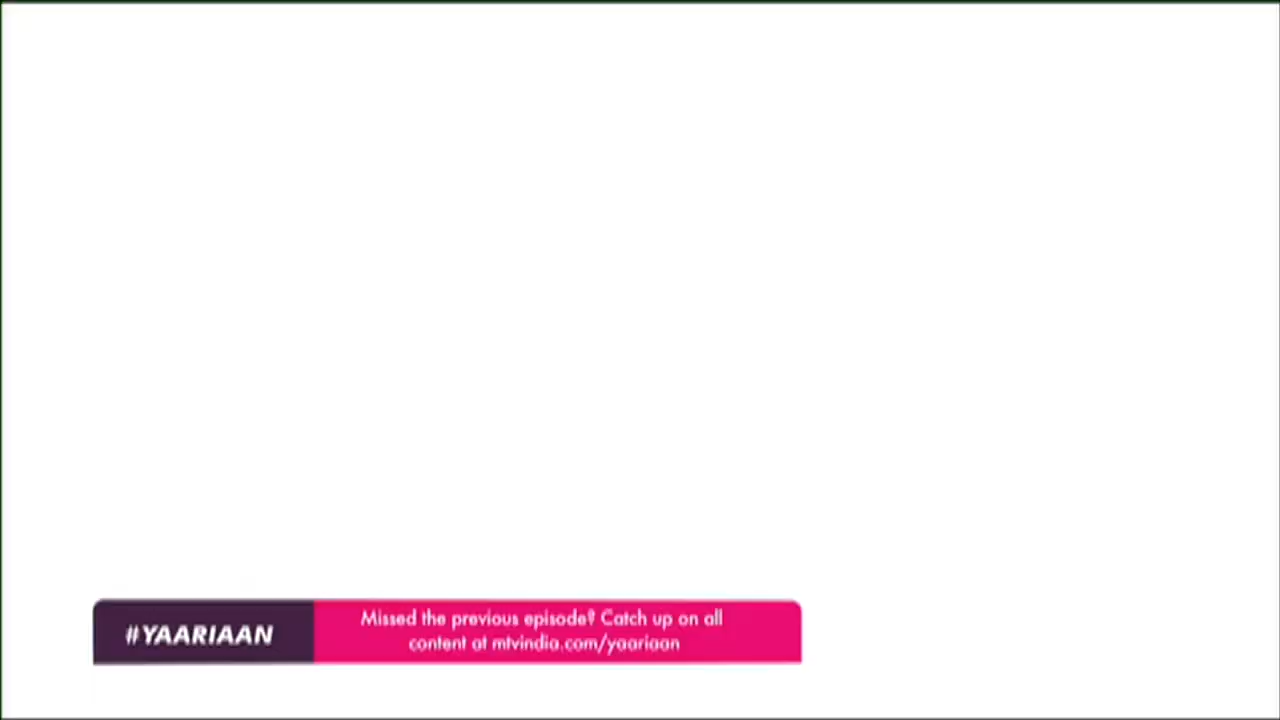 #YAARIAAN
Missed the previous episode? Catch up on all
content at mtvindia.com/yaariaan